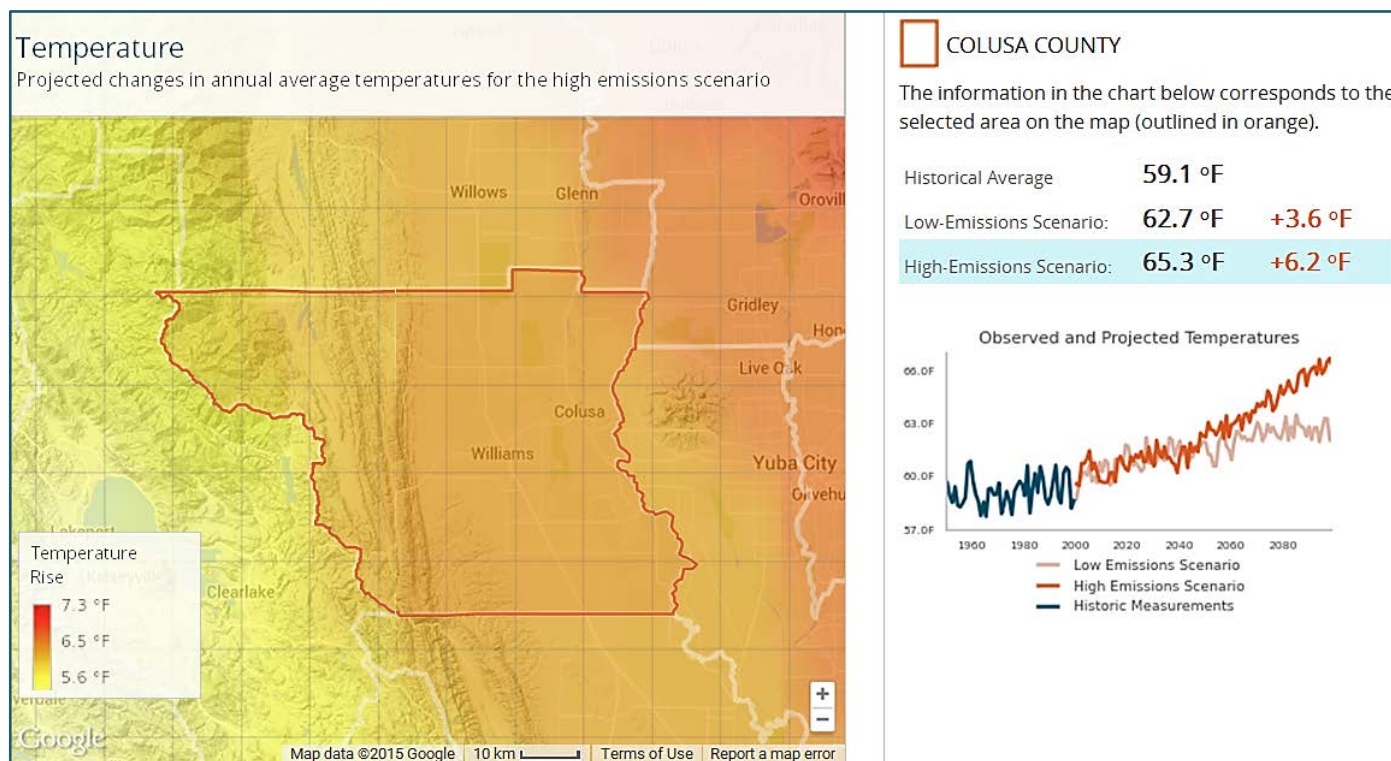 Temperature
Projected changes in annual average temperatures for the high emissions scenario
Willows
Glenn
Gridley
Live Oak
Colusa
Williams
Yuba City
Clearlake
Temperature
Rise
7.3 °F
6.5 °F
5.6 °F
+
−
Google
Map data ©2015 Google
10 km
Terms of Use
Report a map error
COLUSA COUNTY
The information in the chart below corresponds to the
selected area on the map (outlined in orange).
Historical Average 59.1 °F
Low-Emissions Scenario: 62.7 °F +3.6 °F
High-Emissions Scenario: 65.3 °F +6.2 °F
Observed and Projected Temperatures
66.0F
63.0F
60.0F
57.0F
1960 1980 2000 2020 2040 2060 2080
Low Emissions Scenario
High Emissions Scenario
Historic Measurements